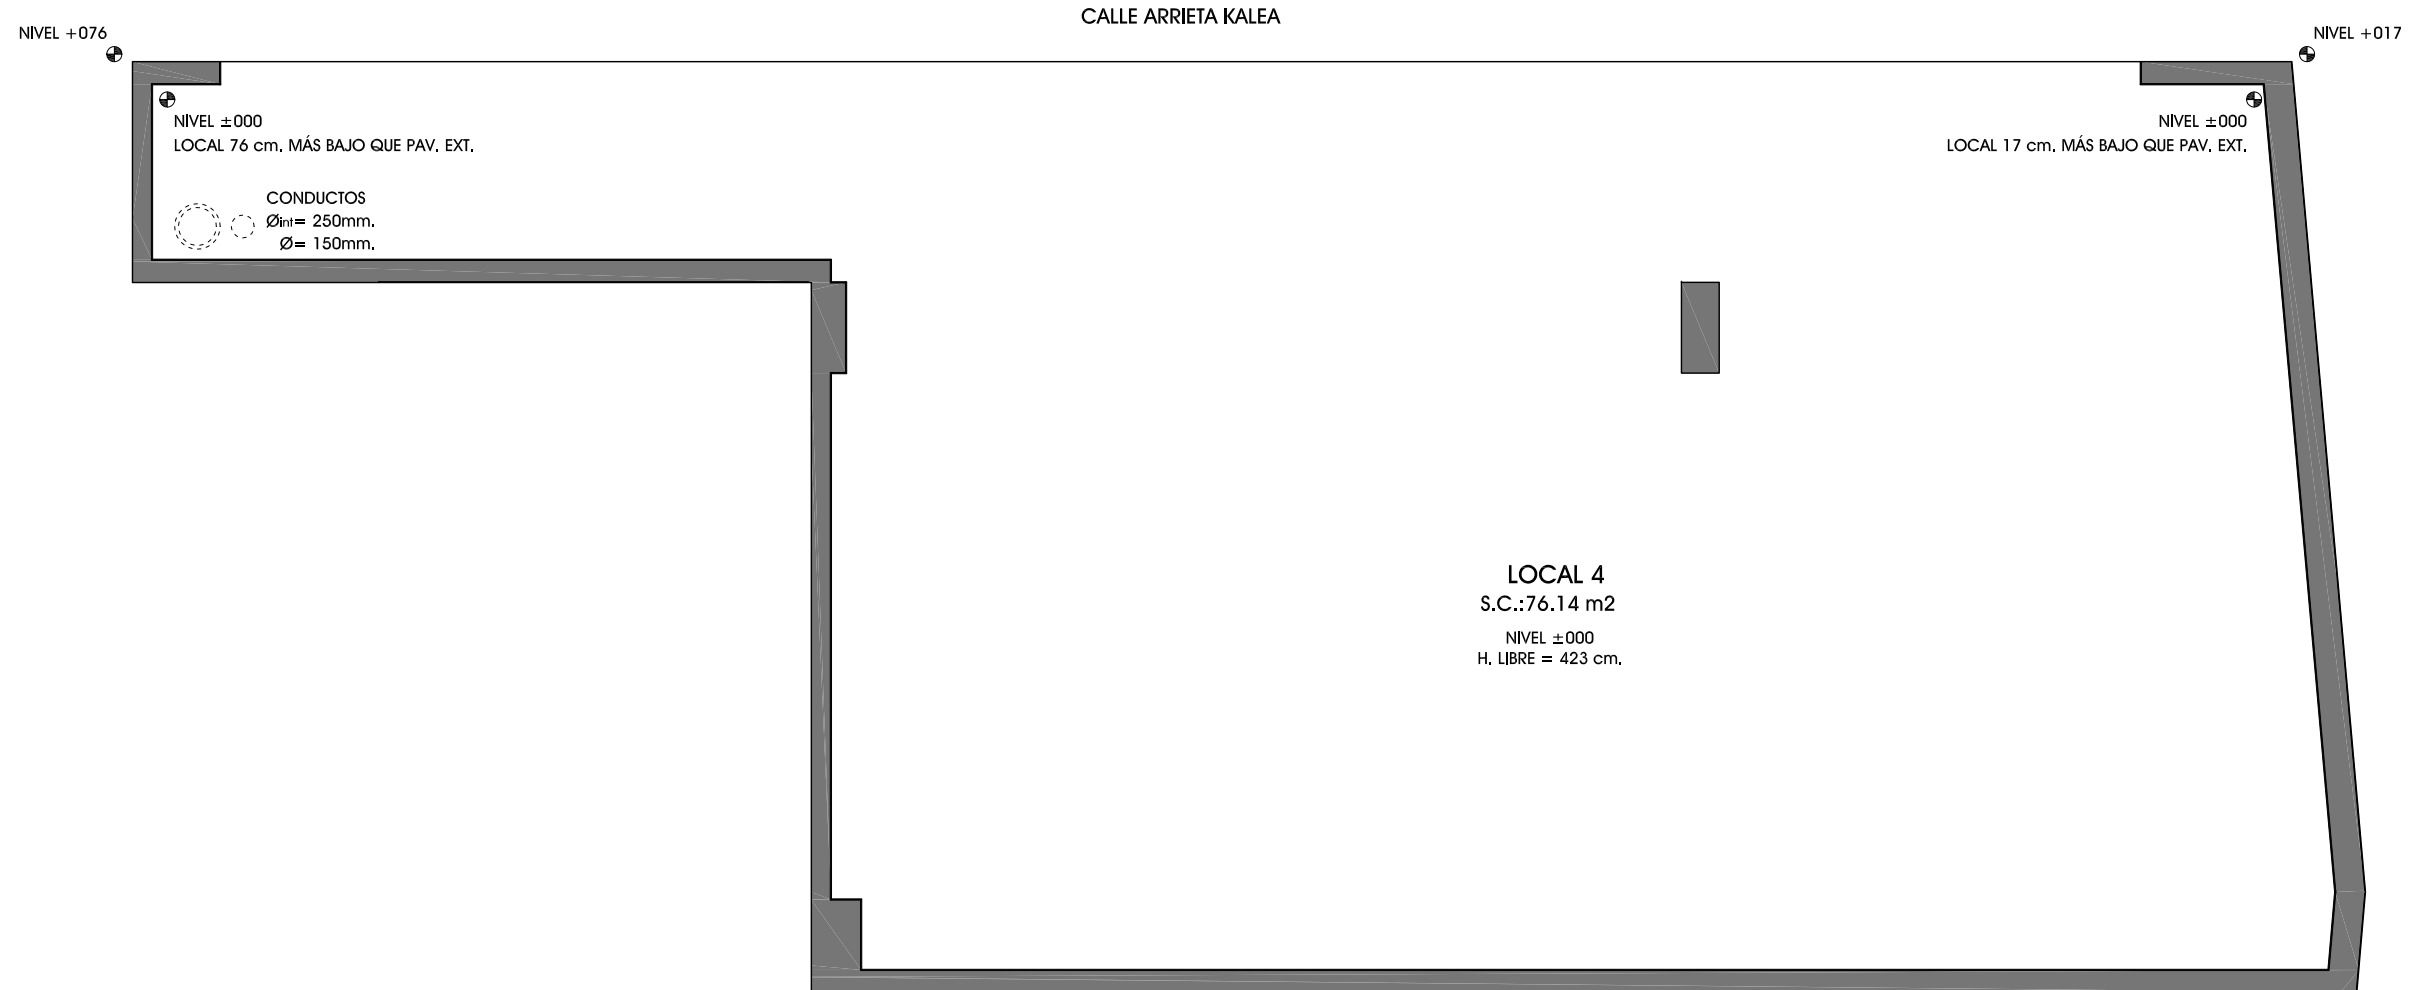 CALLE ARRIETA KALEA
NIVEL +076
NIVEL +017
NIVEL ±000
LOCAL 76 cm. MÁS BAJO QUE PAV. EXT.
NIVEL ±000
LOCAL 17 cm. MÁS BAJO QUE PAV. EXT.
CONDUCTOS
Øint= 250mm.
Ø= 150mm.
LOCAL 4
S.C.:76.14 m2
NIVEL ±000
H. LIBRE = 423 cm.